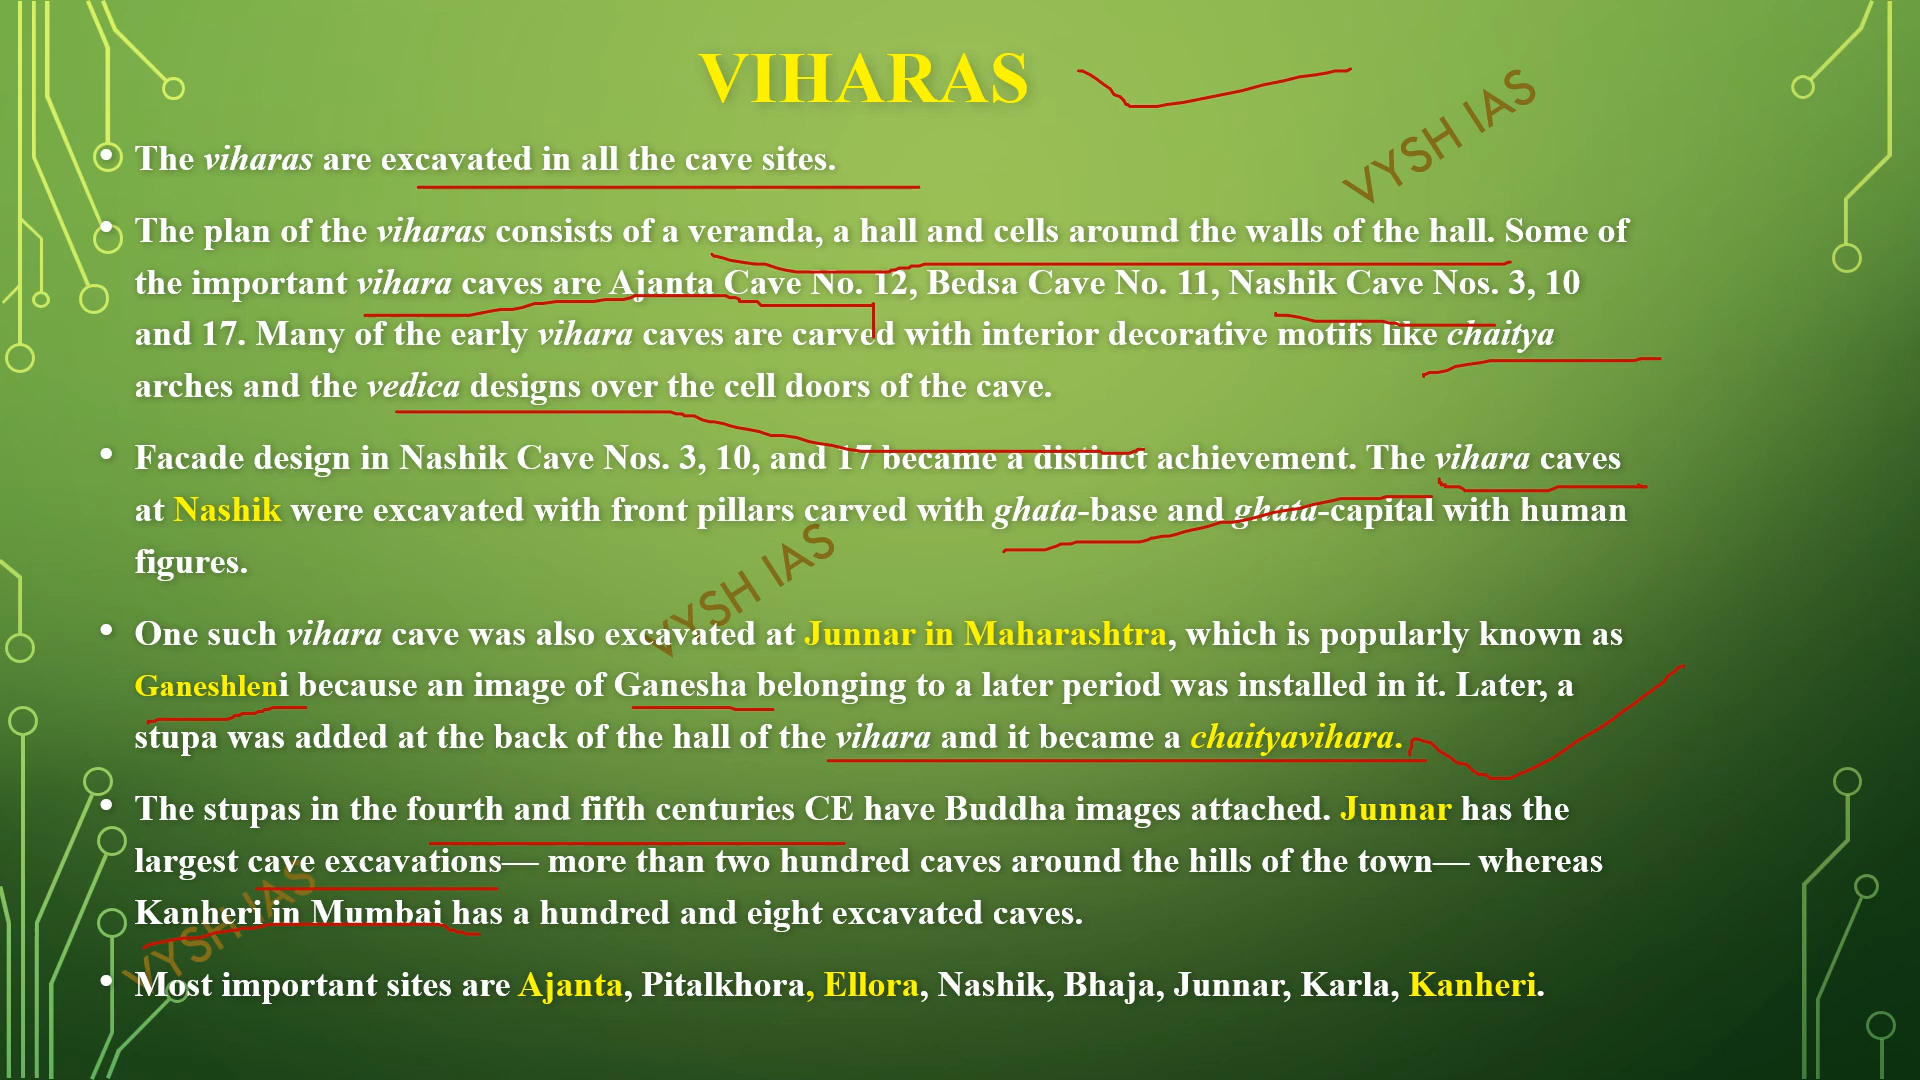 VIHARAS
VYSH IAS
• The viharas are excavated in all the cave sites.
• The plan of the viharas consists of a veranda, a hall and cells around the walls of the hall. Some of
the important vihara caves are Ajanta Cave No. 12, Bedsa Cave No. 11, Nashik Cave Nos. 3, 10
and 17. Many of the early vihara caves are carved with interior decorative motifs like chaitya
arches and the vedica designs over the cell doors of the cave.
• Facade design in Nashik Cave Nos. 3, 10, and 17 became a distinct achievement. The vihara caves
at Nashik were excavated with front pillars carved with ghata-base and ghata-capital with human
figures.
VYSH IAS
• One such vihara cave was also excavated at Junnar in Maharashtra, which is popularly known as
Ganeshleni because an image of Ganesha belonging to a later period was installed in it. Later, a
stupa was added at the back of the hall of the vihara and it became a chaityavihara.
• The stupas in the fourth and fifth centuries CE have Buddha images attached. Junnar has the
largest cave excavations— more than two hundred caves around the hills of the town— whereas
Kanheri in Mumbai has a hundred and eight excavated caves.
VYSH IAS
• Most important sites are Ajanta, Pitalkhora, Ellora, Nashik, Bhaja, Junnar, Karla, Kanheri.